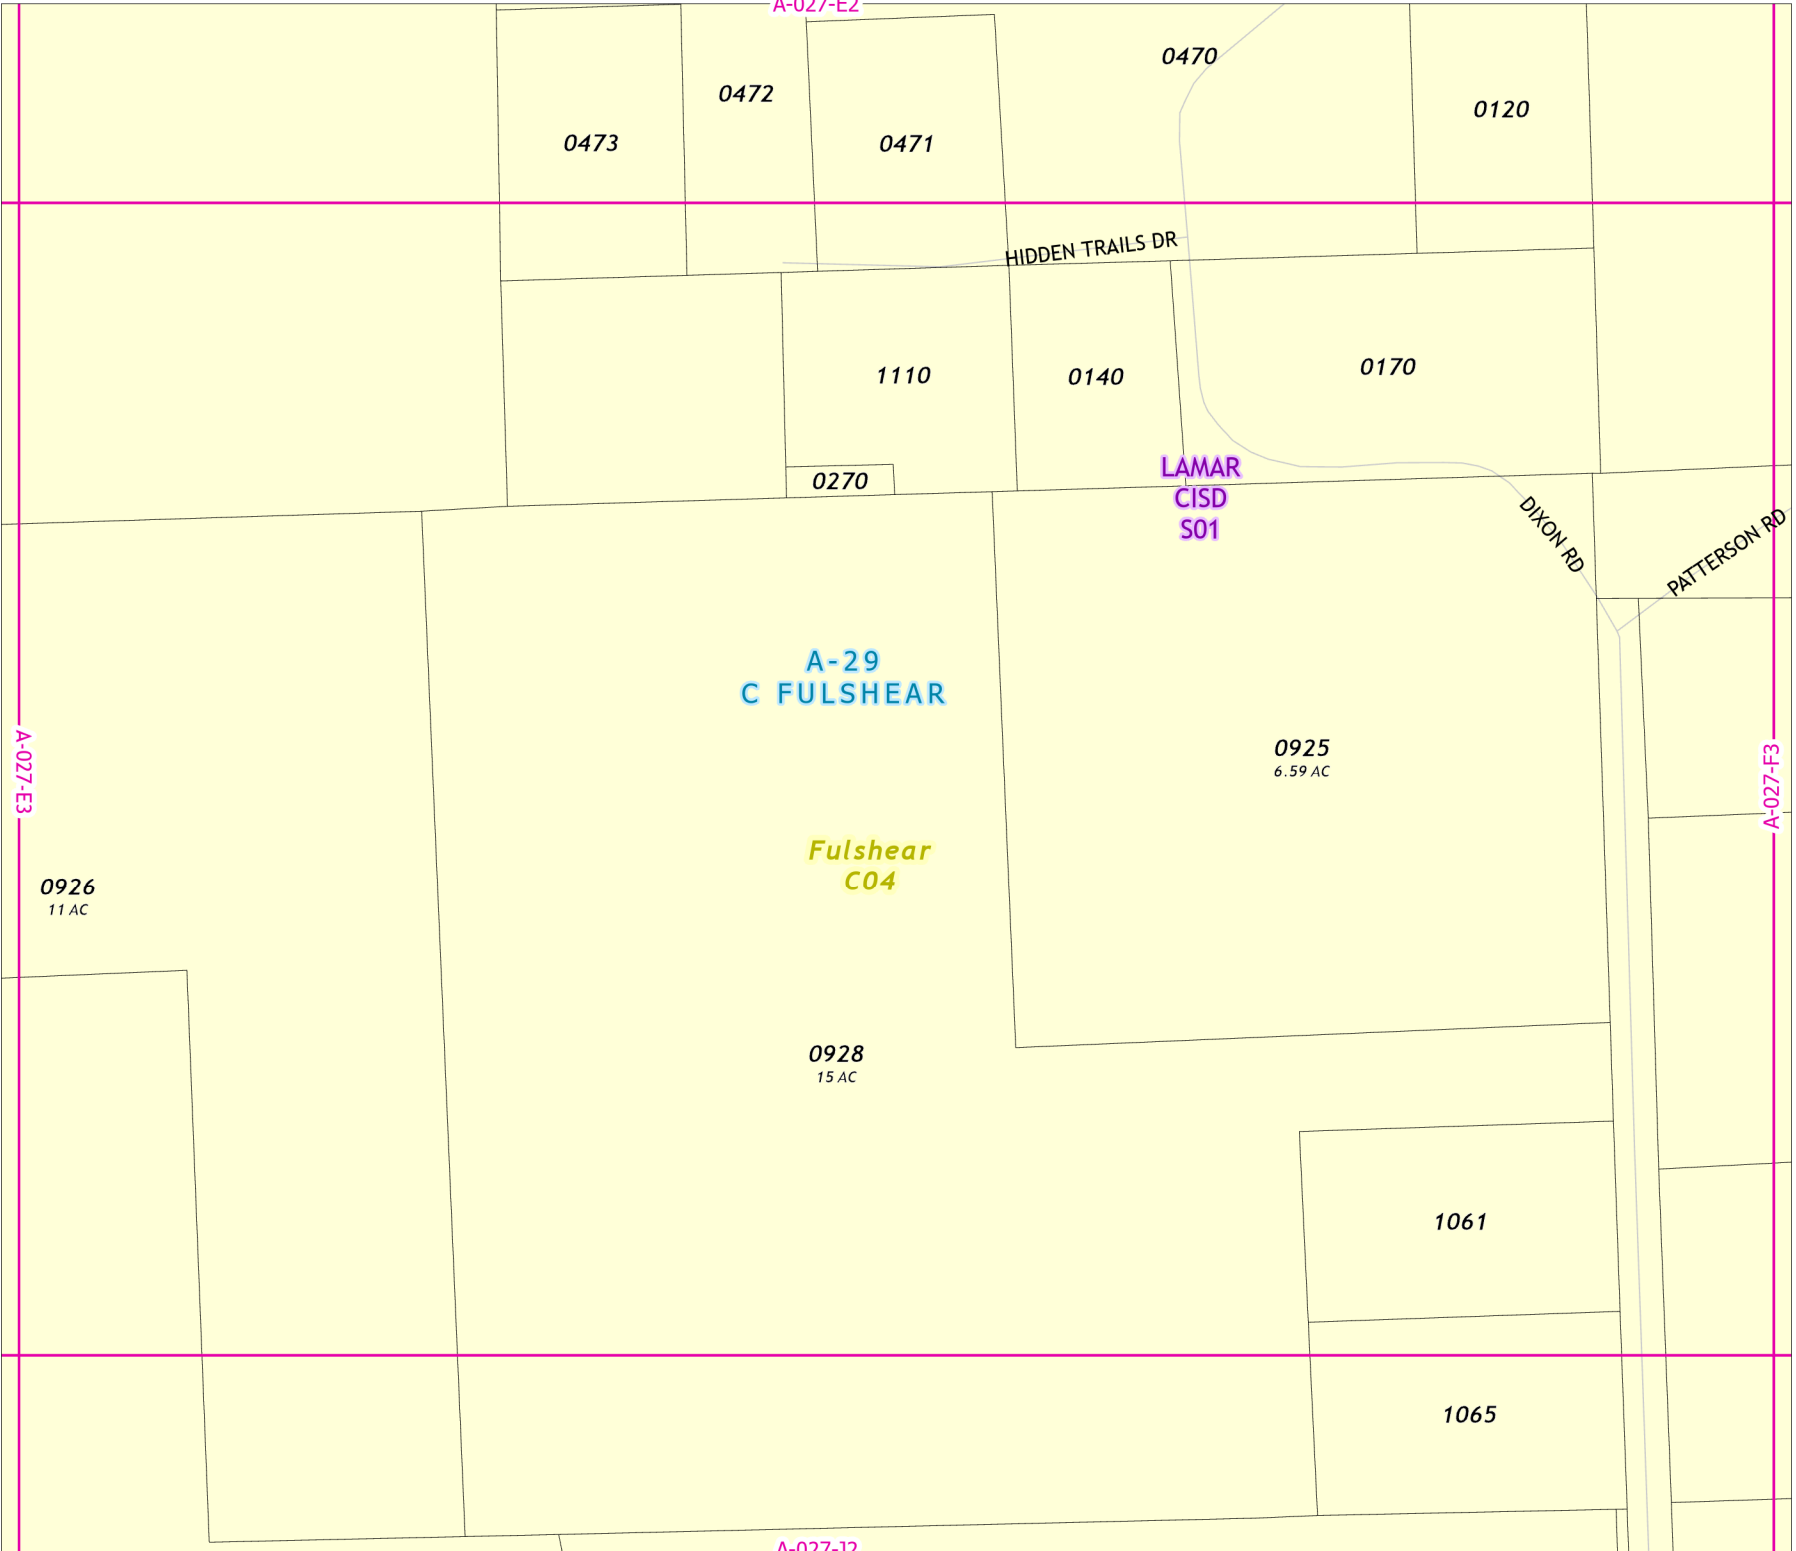 A-027-E2
0470
0472
0120
0473
0471
HIDDEN TRAILS DR
1110
0140
0170
0270
LAMAR
CISD
S01
DIXON RD
PATTERSON RD
A-29
C FULSHEAR
0925
6.59 AC
A-027-E3
A-027-F3
Fulshear
C04
0926
11 AC
0928
15 AC
1061
1065
A-027-J2